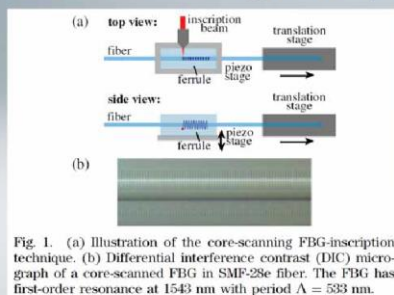 (a) top view: inscription beam translation stage
fiber
piezo stage
ferrule
side view: translation stage
fiber
piezo stage
ferrule
(b)
Fig. 1. (a) Illustration of the core-scanning FBG-inscription
technique. (b) Differential interference contrast (DIC) micro-
graph of a core-scanned FBG in SMF-28e fiber. The FBG has
first-order resonance at 1543 nm with period Λ = 533 nm.